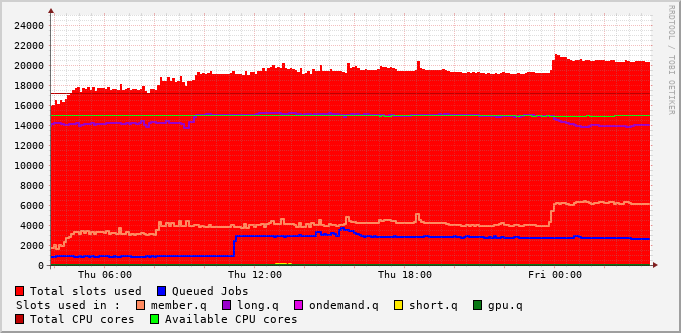 24000
22000
20000
18000
16000
14000
12000
10000
8000
6000
4000
2000
0
Thu 06:00 Thu 12:00 Thu 18:00 Fri 00:00
RRDTOOL / TOBI OETIKER
Total slots used Queued Jobs
Slots used in : member.q long.q ondemand.q short.q gpu.q
Total CPU cores Available CPU cores